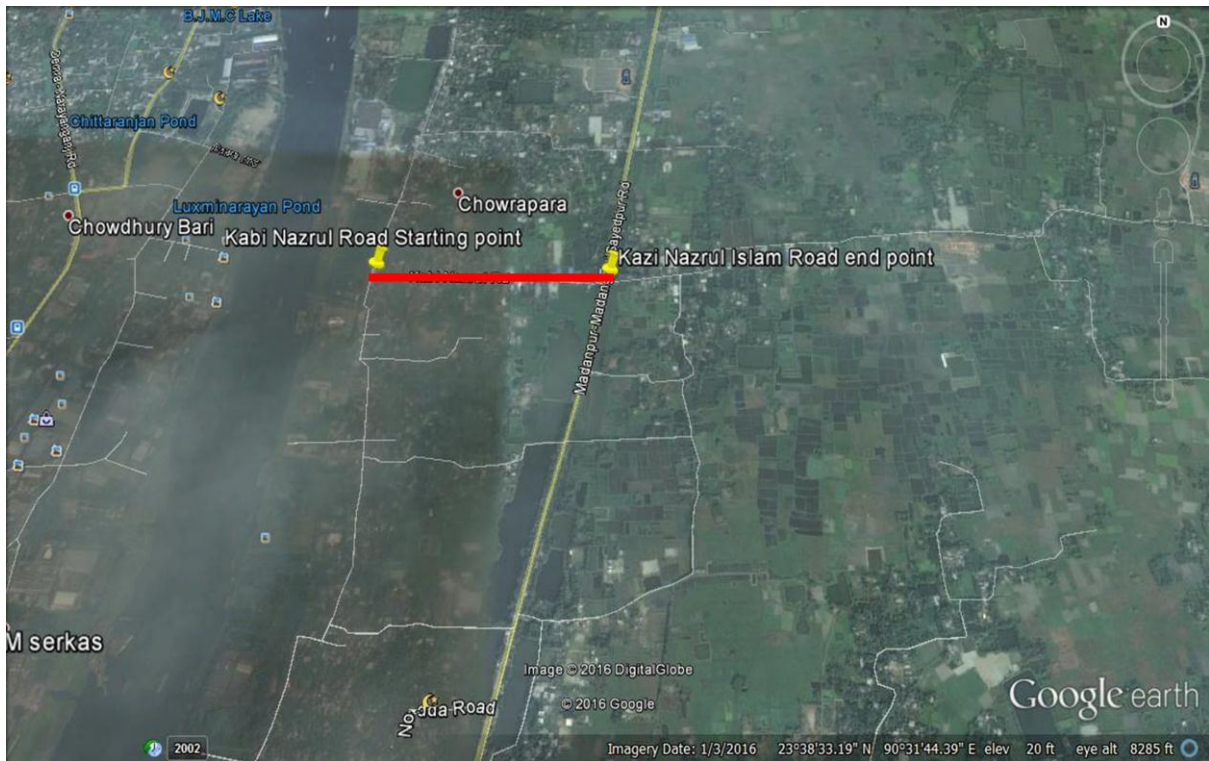 B.J.M.C Lake
N
Chittaranjan Pond
Luxminarayan Pond
Chowdhury Bari
Chowrapara
Kabi Nazrul Road Starting point
Kazi Nazrul Islam Road end point
M serkas
Image © 2016 DigitalGlobe
© 2016 Google
Google earth
2002
Imagery Date: 1/3/2016 23°38'33.19" N 90°31'44.39" E elev 20 ft eye alt 8285 ft